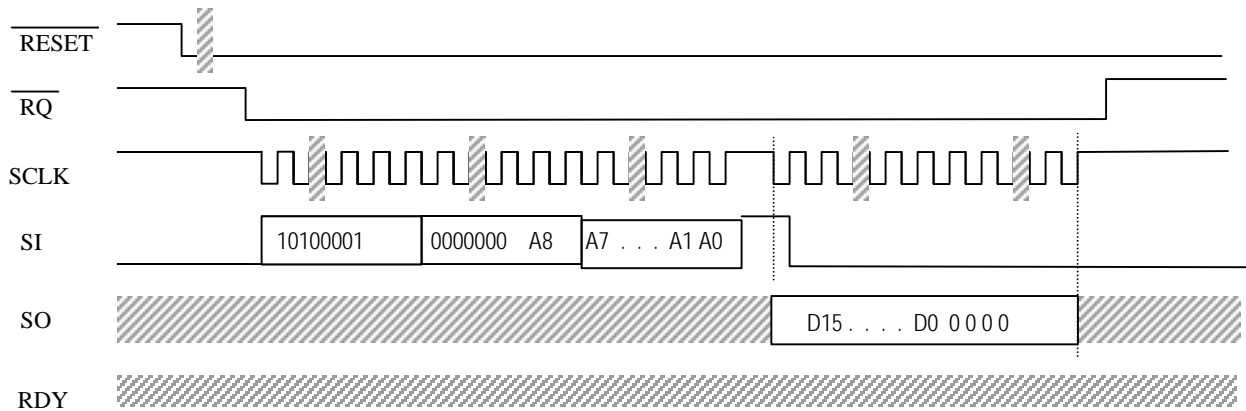 RESET
RQ
SCLK
SI 10100001 0000000 A8 A7 . . . A1 A0
SO D15 . . . . D0 0 0 0 0
RDY